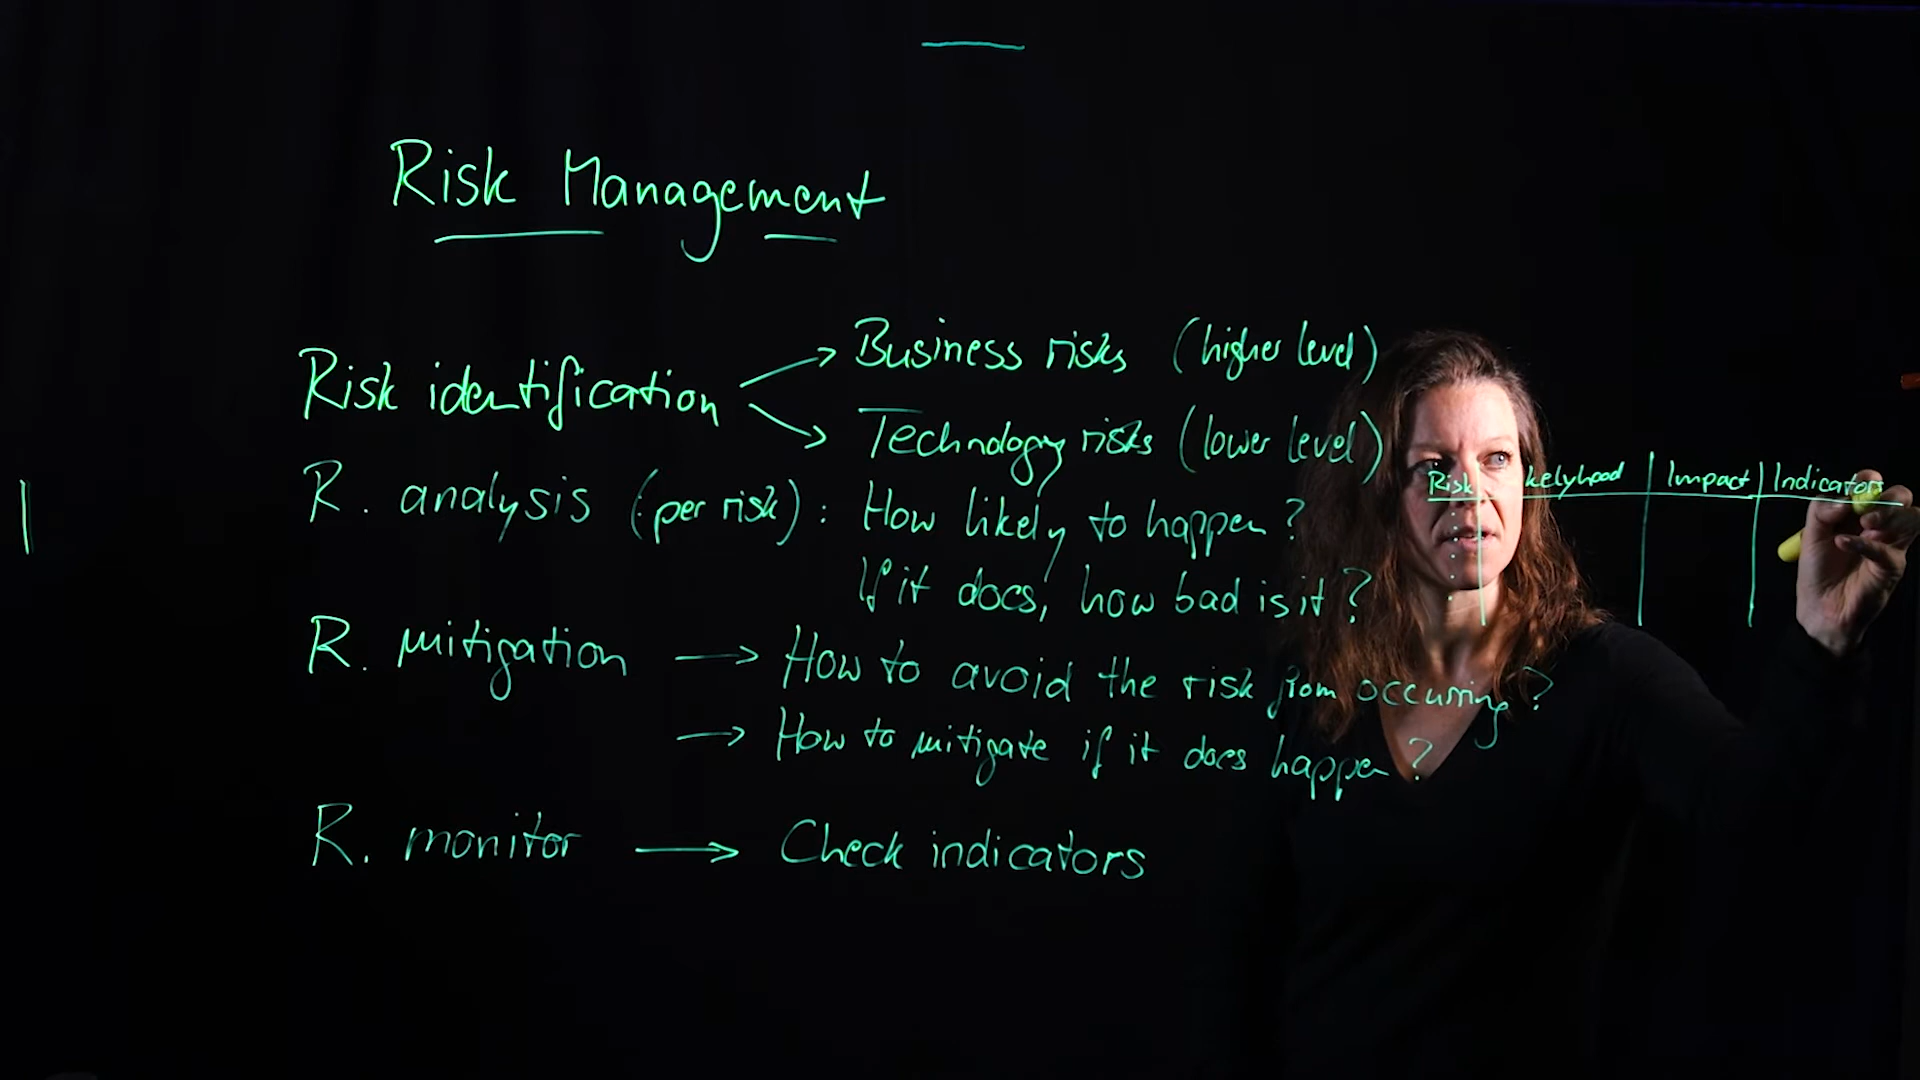 Risk Management
Risk identification
Business risks (higher level)
Technology risks (lower level)
R. analysis (per risk) : How likely to happen?
If it does, how bad is it?
R. mitigation → How to avoid the risk from occurring?
→ How to mitigate if it does happen?
R. monitor → Check indicators
Risk kelyhood Impact Indicators